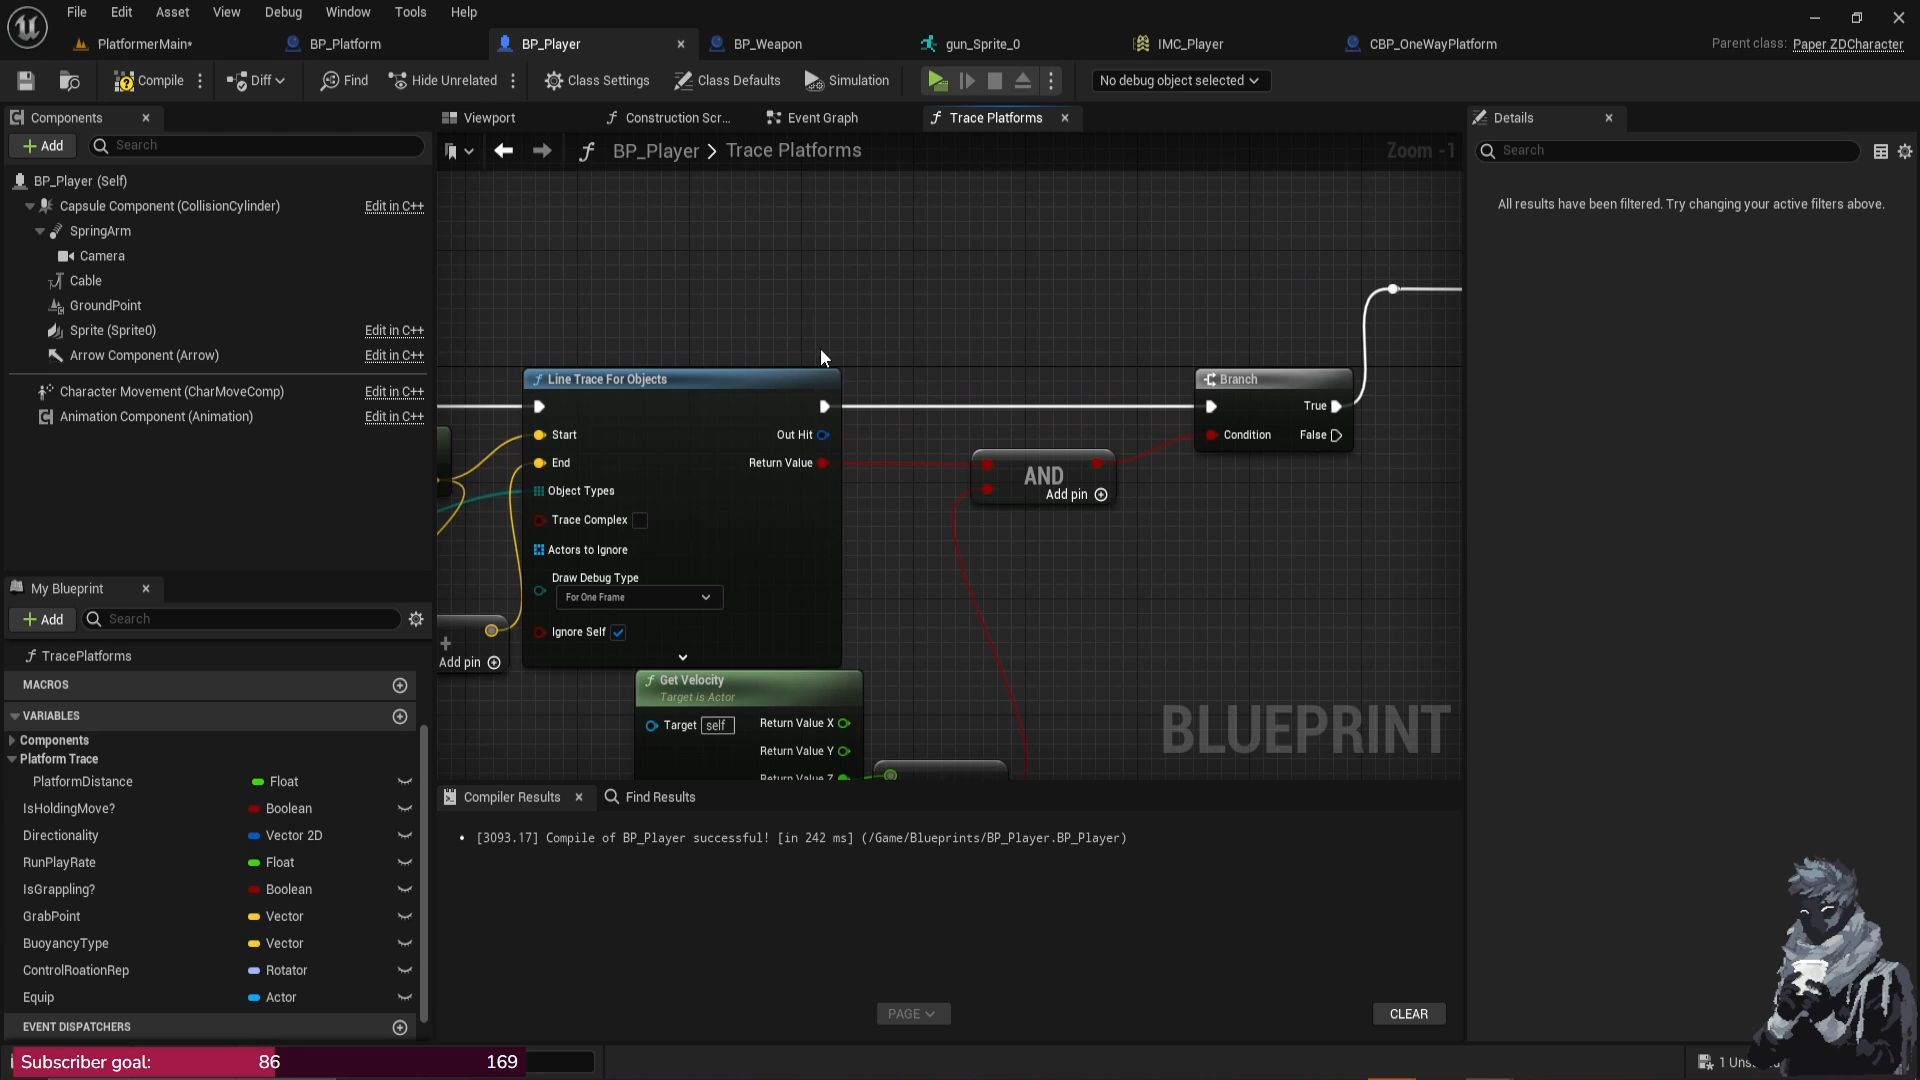 File Edit Asset View Debug Window Tools Help
PlatformerMain* BP_Platform BP_Player BP_Weapon gun_Sprite_0 IMC_Player CBP_OneWayPlatform Parent class: Paper ZDCharacter
Compile Diff Find Hide Unrelated Class Settings Class Defaults Simulation No debug object selected
Components Viewport Construction Scr... Event Graph Trace Platforms Details
Add Search BP_Player > Trace Platforms Zoom -1 Search
BP_Player (Self)
All results have been filtered. Try changing your active filters above.
Capsule Component (CollisionCylinder) Edit in C++
SpringArm
Camera
Cable
GroundPoint
Sprite (Sprite0) Edit in C++
Arrow Component (Arrow) Edit in C++
Character Movement (CharMoveComp) Edit in C++
Animation Component (Animation) Edit in C++
Line Trace For Objects
Start Out Hit
End Return Value
Object Types
Trace Complex
Actors to Ignore
Draw Debug Type
For One Frame
Ignore Self
Add pin
AND
Add pin
Branch
True
Condition False
Get Velocity
Target is Actor
Target self Return Value X
Return Value Y
Return Value Z
BLUEPRINT
My Blueprint
Add Search
TracePlatforms
MACROS
VARIABLES
Components
Platform Trace
PlatformDistance Float
IsHoldingMove? Boolean
Directionality Vector 2D
RunPlayRate Float
IsGrappling? Boolean
GrabPoint Vector
BuoyancyType Vector
ControlRoationRep Rotator
Equip Actor
EVENT DISPATCHERS
Compiler Results Find Results
[3093.17] Compile of BP_Player successful! [in 242 ms] (/Game/Blueprints/BP_Player.BP_Player)
PAGE CLEAR
Subscriber goal: 86 169
1